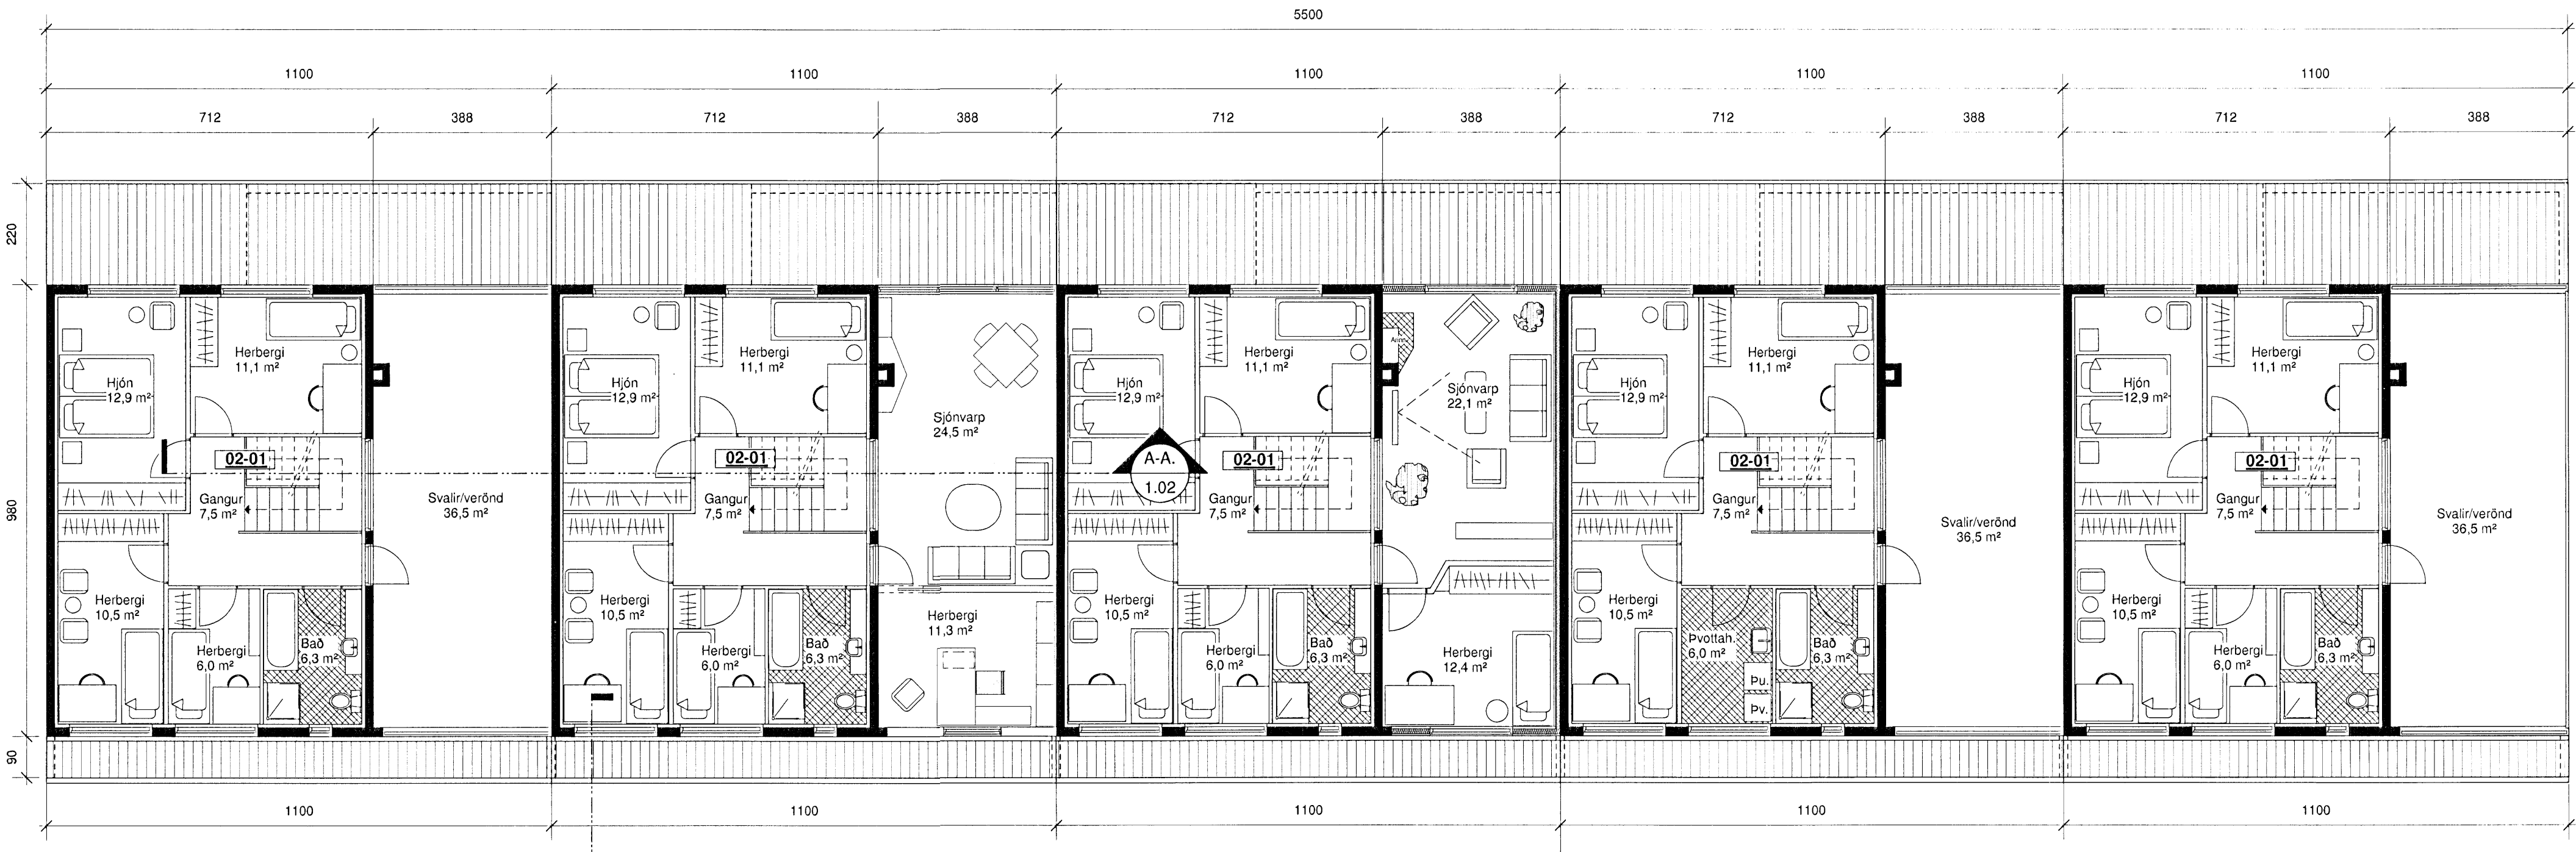 5500
1100
1100
1100
1100
1100
712
388
712
388
712
388
712
388
712
388
220
980
90
Hjón
12,9 m²
Herbergi
11,1 m²
02-01
Gangur
7,5 m²
Svalir/verönd
36,5 m²
Herbergi
10,5 m²
Herbergi
6,0 m²
Bað
6,3 m²
Hjón
12,9 m²
Herbergi
11,1 m²
Sjónvarp
24,5 m²
02-01
Gangur
7,5 m²
Herbergi
10,5 m²
Herbergi
6,0 m²
Bað
6,3 m²
Herbergi
11,3 m²
Hjón
12,9 m²
Herbergi
11,1 m²
Arinn
Sjónvarp
22,1 m²
A-A.
1.02
02-01
Gangur
7,5 m²
Herbergi
10,5 m²
Herbergi
6,0 m²
Bað
6,3 m²
Herbergi
12,4 m²
Hjón
12,9 m²
Herbergi
11,1 m²
02-01
Gangur
7,5 m²
Svalir/verönd
36,5 m²
Herbergi
10,5 m²
Þvottah.
6,0 m²
Þu.
Þv.
Bað
6,3 m²
Hjón
12,9 m²
Herbergi
11,1 m²
02-01
Gangur
7,5 m²
Svalir/verönd
36,5 m²
Herbergi
10,5 m²
Herbergi
6,0 m²
Bað
6,3 m²
1100
1100
1100
1100
1100